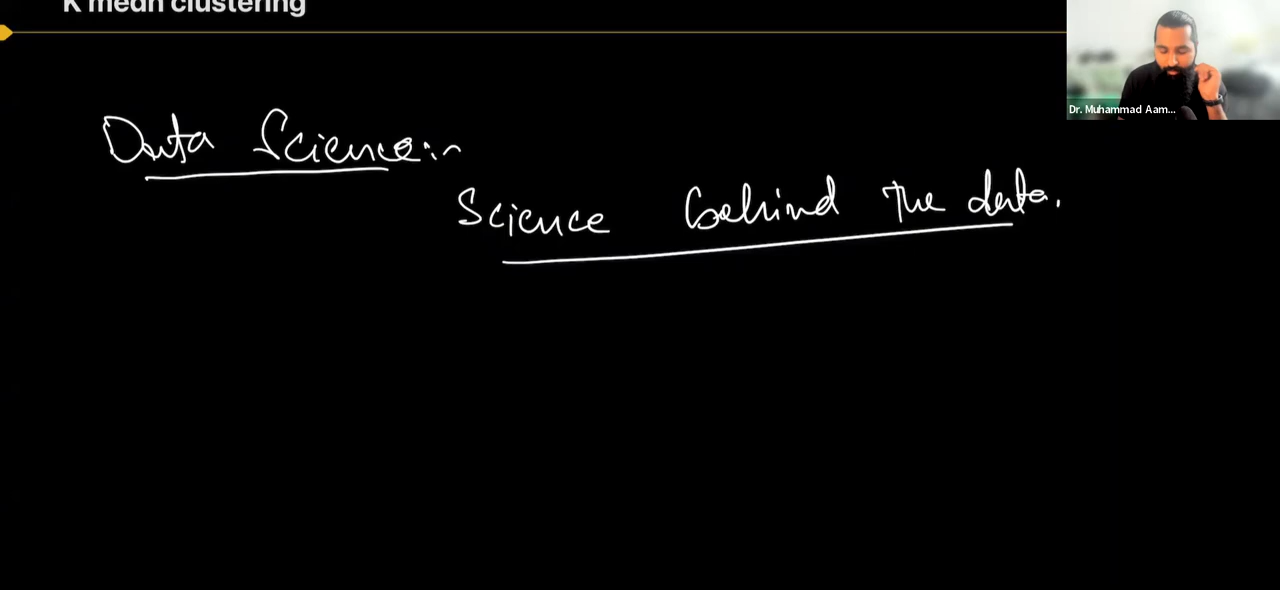 K mean clustering
Dr. Muhammad Aam...
Data Science:-
Science behind the data.